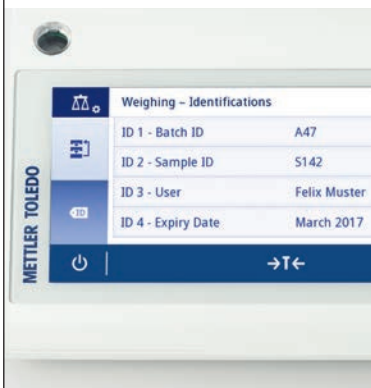 Weighing – Identifications
ID 1 - Batch ID A47
ID 2 - Sample ID S142
ID 3 - User Felix Muster
ID 4 - Expiry Date March 2017
ID
→T←
METTLER TOLEDO